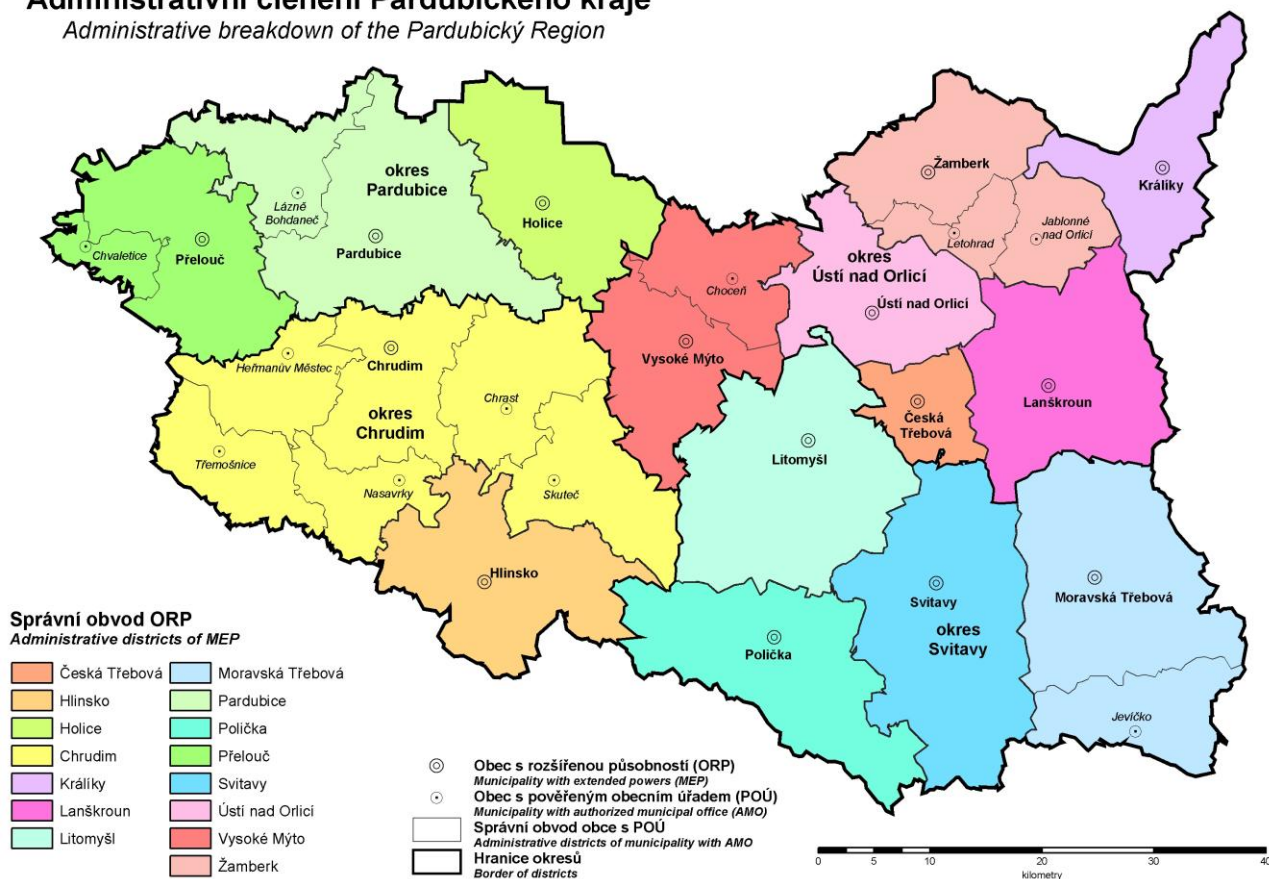 Administrativní členění Pardubického kraje
Administrative breakdown of the Pardubický Region
okres
Pardubice
Lázně
Bohdaneč
Pardubice
Holice
Chvaletice
Přelouč
Žamberk
Králíky
Letohrad
Jablonné
nad Orlicí
okres
Ústí nad Orlicí
Ústí nad Orlicí
Choceň
Vysoké Mýto
Heřmanův Městec
Chrudim
okres
Chrudim
Chrast
Třemošnice
Nasavrky
Skuteč
Hlinsko
Česká
Třebová
Lanškroun
Litomyšl
Svitavy
okres
Svitavy
Moravská Třebová
Polička
Jevíčko
Správní obvod ORP
Administrative districts of MEP
Česká Třebová
Hlinsko
Holice
Chrudim
Králíky
Lanškroun
Litomyšl
Moravská Třebová
Pardubice
Polička
Přelouč
Svitavy
Ústí nad Orlicí
Vysoké Mýto
Žamberk
Obec s rozšířenou působností (ORP)
Municipality with extended powers (MEP)
Obec s pověřeným obecním úřadem (POÚ)
Municipality with authorized municipal office (AMO)
Správní obvod obce s POÚ
Administrative districts of municipality with AMO
Hranice okresů
Border of districts
0 5 10 20 30 40
kilometry